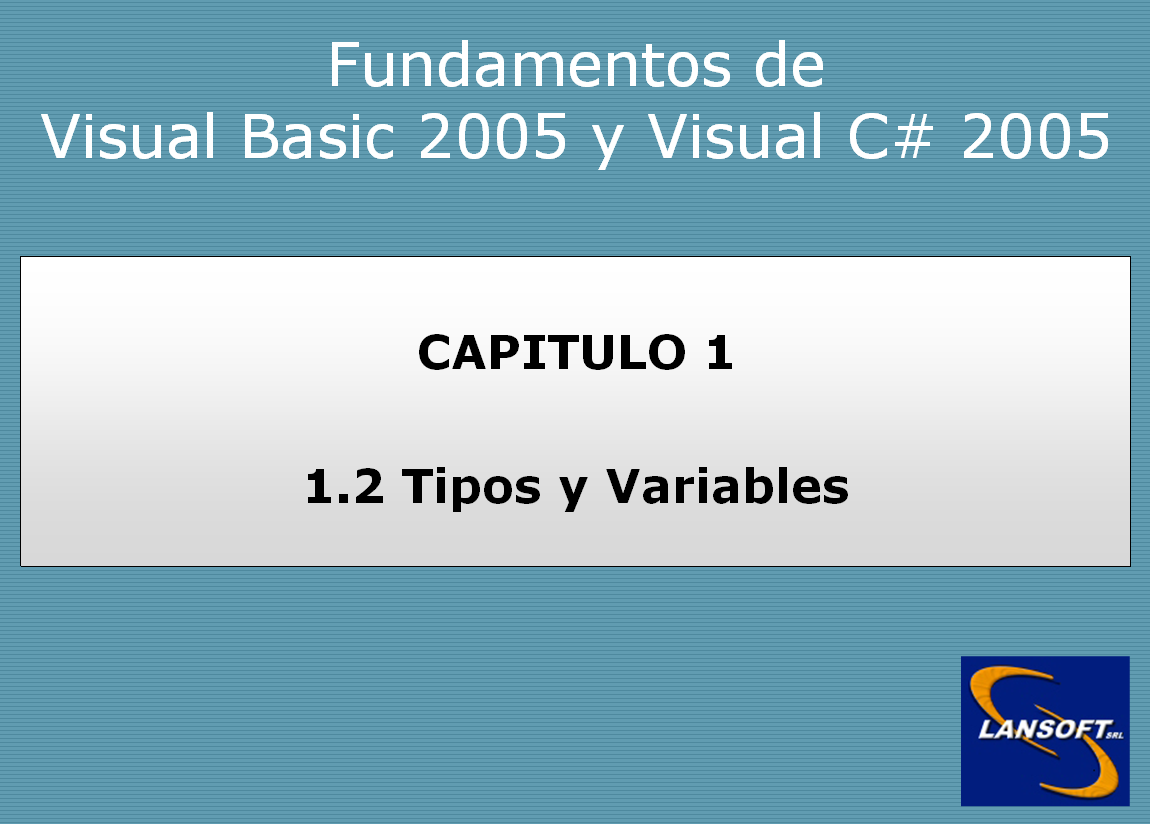 Fundamentos de
Visual Basic 2005 y Visual C# 2005
CAPITULO 1
1.2 Tipos y Variables
LANSOFT SRL